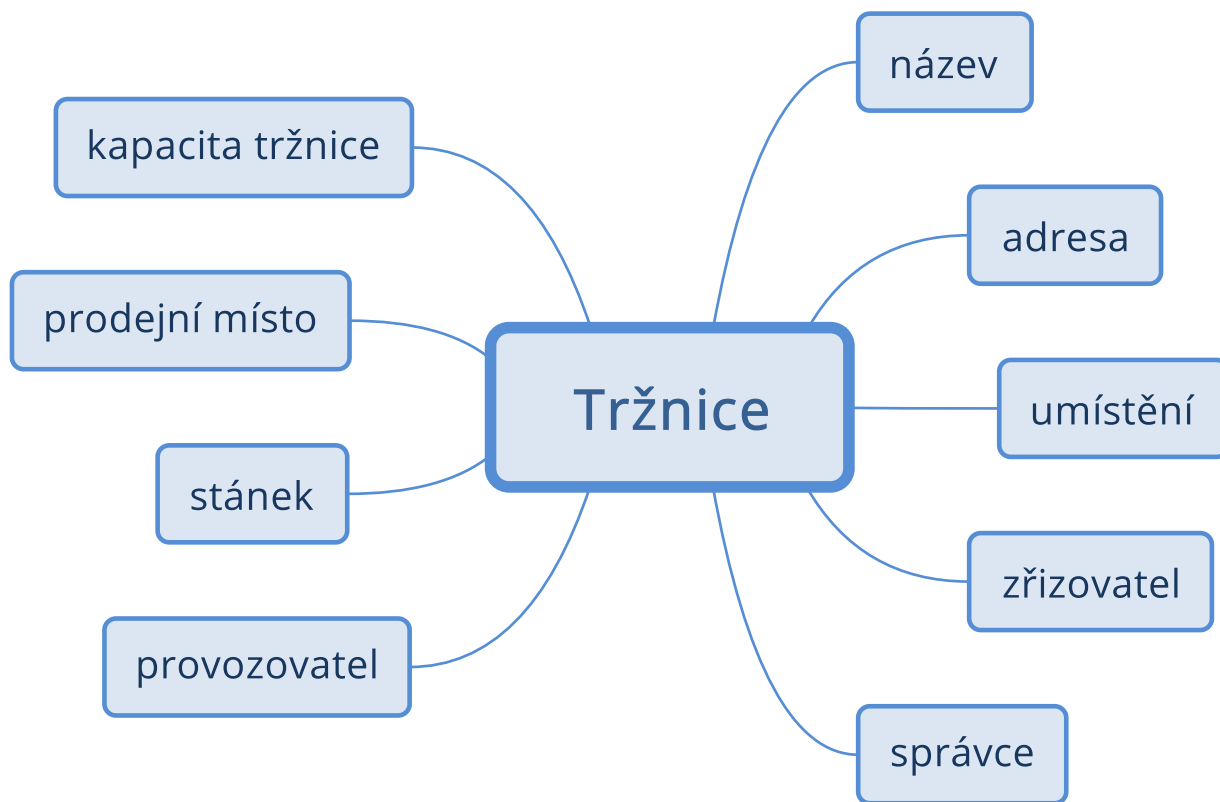 název
kapacita tržnice
adresa
prodejní místo
Tržnice
umístění
stánek
zřizovatel
provozovatel
správce